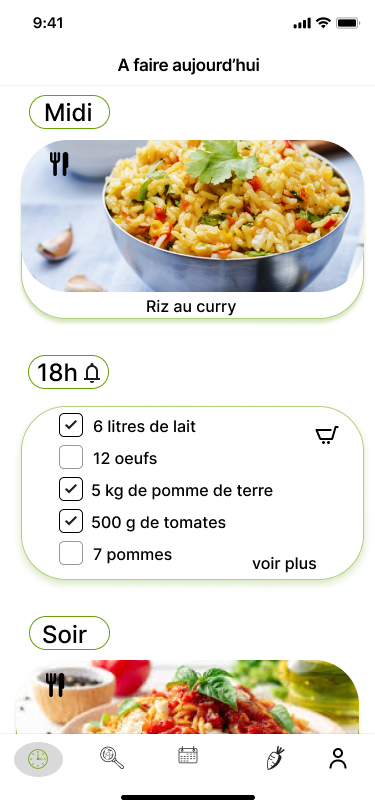 9:41
A faire aujourd’hui
Midi
Riz au curry
18h
6 litres de lait
12 oeufs
5 kg de pomme de terre
500 g de tomates
7 pommes
voir plus
Soir